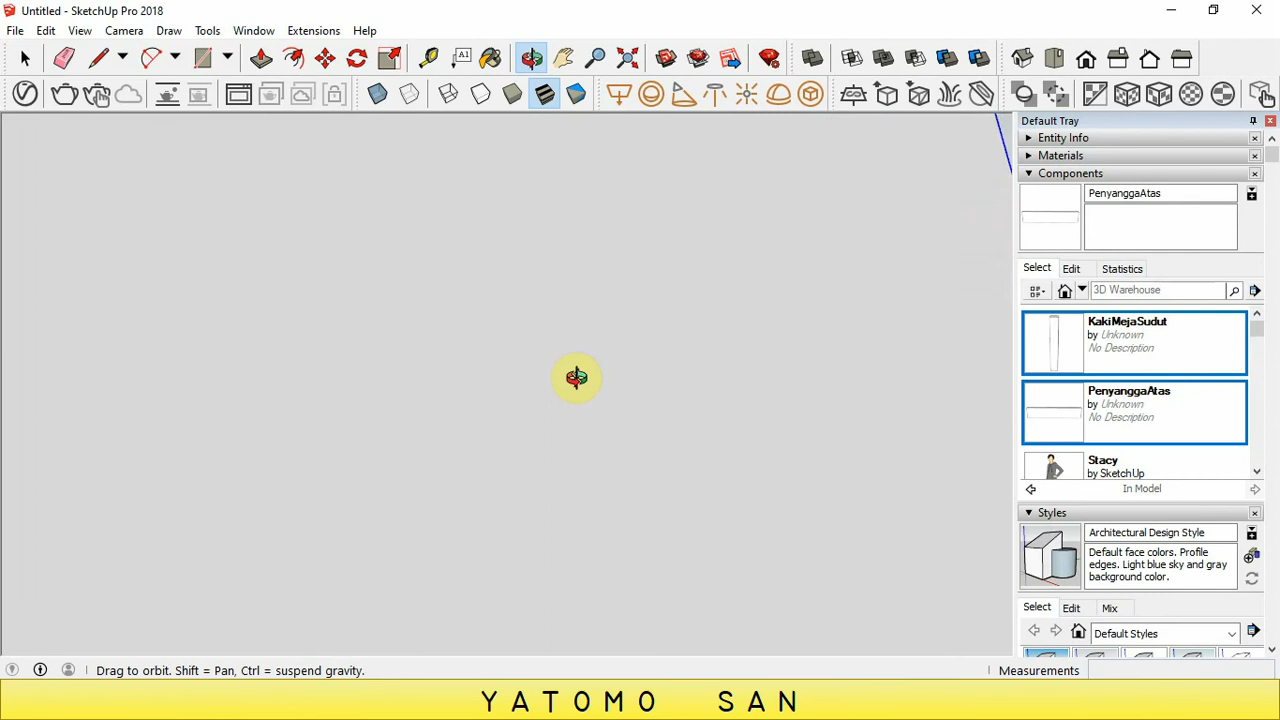 Untitled - SketchUp Pro 2018
File Edit View Camera Draw Tools Window Extensions Help
A1
Default Tray
Entity Info
Materials
Components
PenyanggaAtas
Select Edit Statistics
3D Warehouse
KakiMejaSudut
by Unknown
No Description
PenyanggaAtas
by Unknown
No Description
Stacy
by SketchUp
In Model
Styles
Architectural Design Style
Default face colors. Profile
edges. Light blue sky and gray
background color.
Select Edit Mix
Default Styles
Drag to orbit. Shift = Pan, Ctrl = suspend gravity.
Measurements
YATOMO SAN